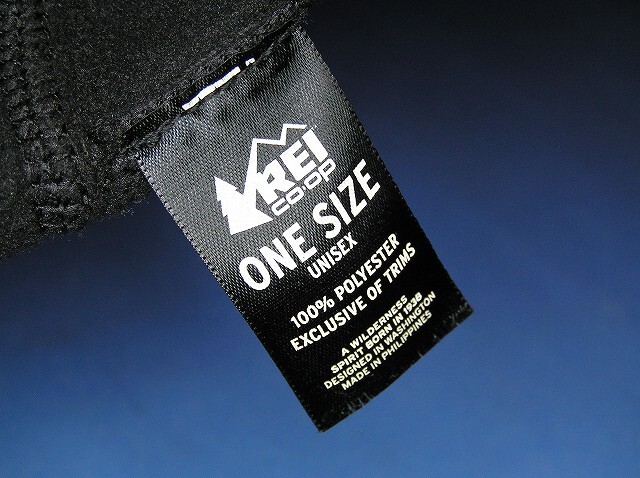 REI
CO·OP
ONE SIZE
UNISEX
100% POLYESTER
EXCLUSIVE OF TRIMS
A WILDERNESS
SPIRIT BORN IN 1938
DESIGNED IN WASHINGTON
MADE IN PHILIPPINES